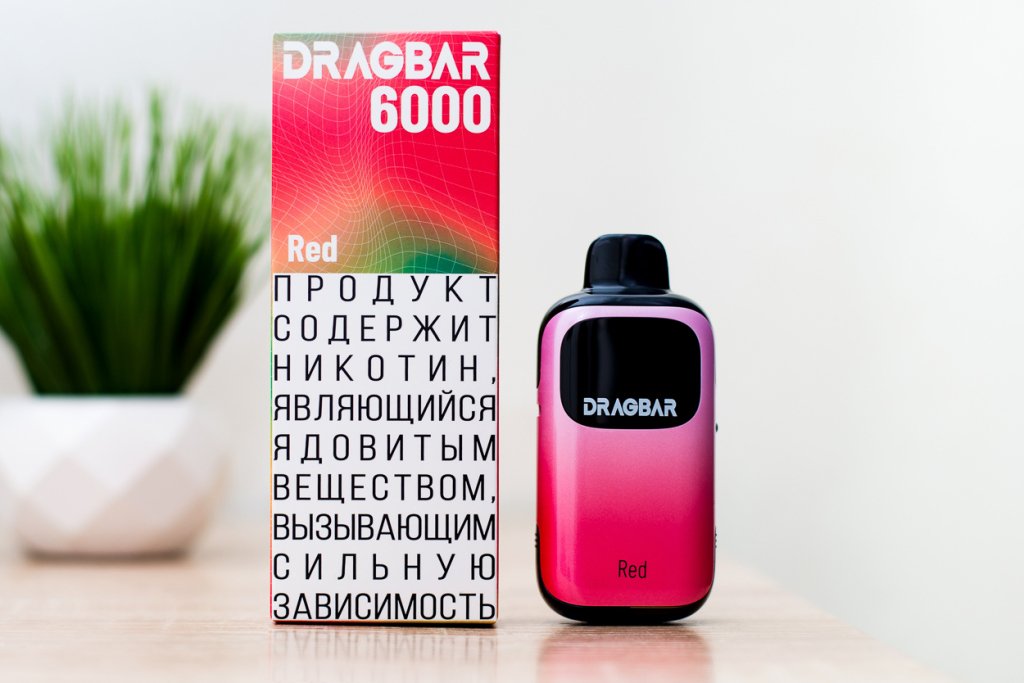 DRAGBAR
6000
Red
ПРОДУКТ
СОДЕРЖИТ
НИКОТИН,
ЯВЛЯЮЩИЙСЯ
ЯДОВИТЫМ
ВЕЩЕСТВОМ,
ВЫЗЫВАЮЩИМ
СИЛЬНУЮ
ЗАВИСИМОСТЬ
DRAGBAR
Red